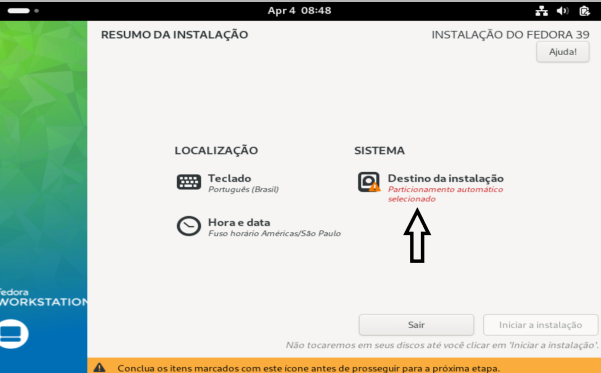 Apr 4 08:48
RESUMO DA INSTALAÇÃO
INSTALAÇÃO DO FEDORA 39
Ajuda!
LOCALIZAÇÃO
Teclado
Português (Brasil)
Hora e data
Fuso horário Américas/São Paulo
SISTEMA
Destino da instalação
Particionamento automático
selecionado
fedora
WORKSTATION
Sair
Iniciar a instalação
Não tocaremos em seus discos até você clicar em 'Iniciar a instalação'.
Conclua os itens marcados com este ícone antes de prosseguir para a próxima etapa.